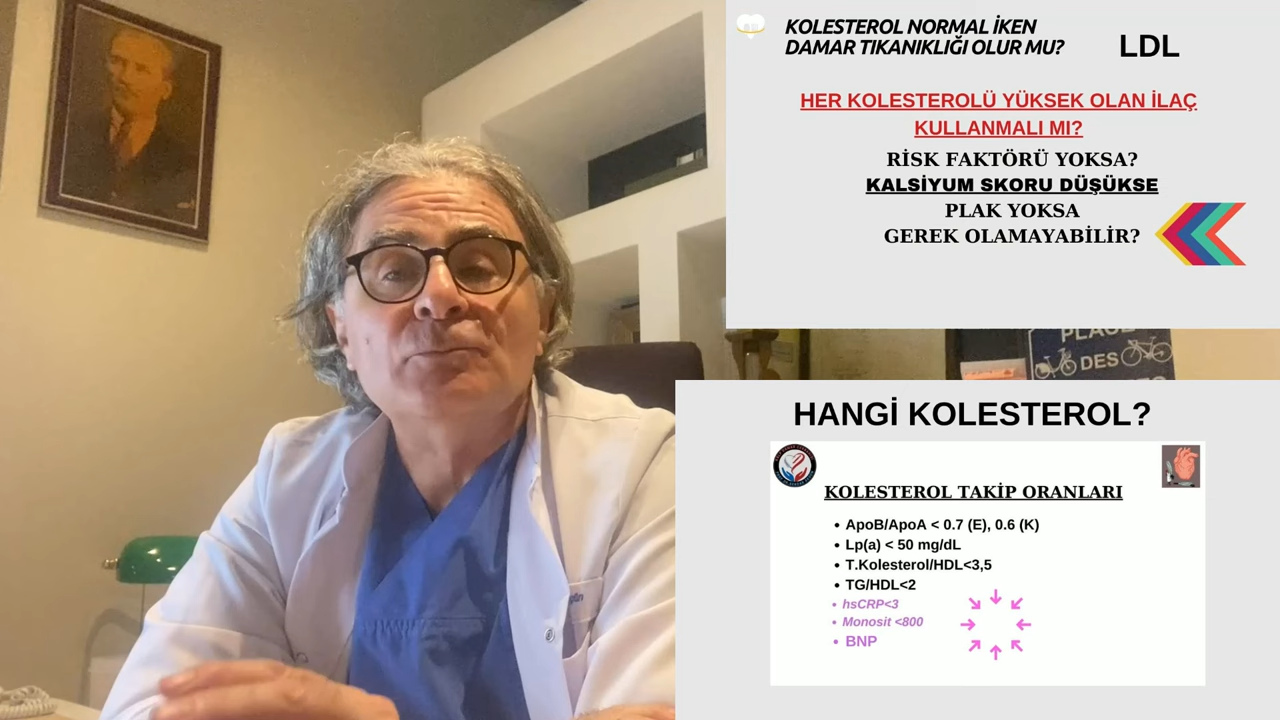 KOLESTEROL NORMAL İKEN
DAMAR TIKANIKLIĞI OLUR MU?
LDL
HER KOLESTEROLÜ YÜKSEK OLAN İLAÇ
KULLANMALI MI?
RİSK FAKTÖRÜ YOKSA?
KALSİYUM SKORU DÜŞÜKSE
PLAK YOKSA
GEREK OLAMAYABİLİR?
PLACE
DES
HANGİ KOLESTEROL?
KOLESTEROL TAKİP ORANLARI
• ApoB/ApoA < 0.7 (E), 0.6 (K)
• Lp(a) < 50 mg/dL
• T.Kolesterol/HDL<3,5
• TG/HDL<2
• hsCRP<3
• Monosit <800
• BNP